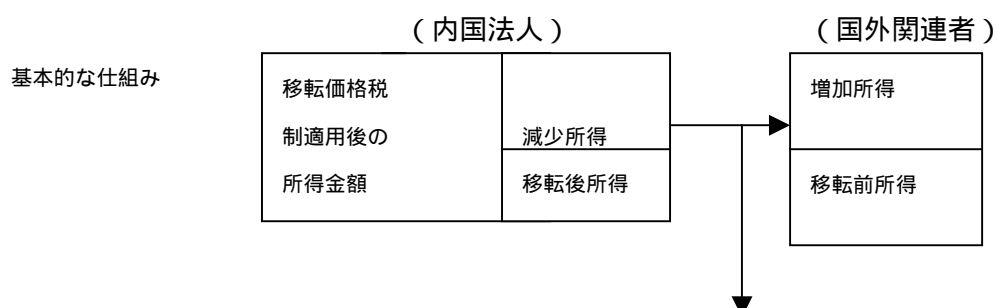 （内国法人）
（国外関連者）
基本的な仕組み
移転価格税
制適用後の
所得金額
減少所得
移転後所得
増加所得
移転前所得